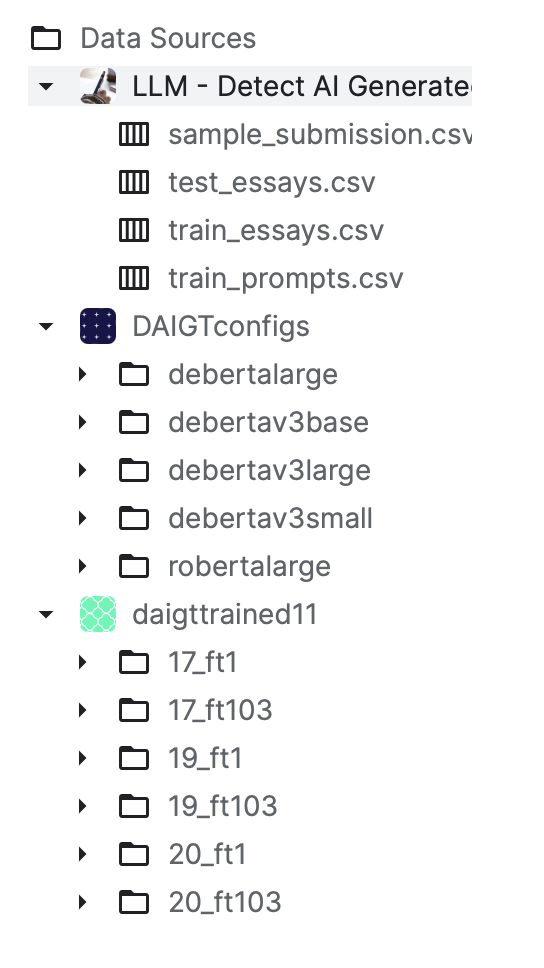 Data Sources
LLM - Detect AI Generate
sample_submission.csv
test_essays.csv
train_essays.csv
train_prompts.csv
DAIGTconfigs
debertalarge
debertav3base
debertav3large
debertav3small
robertalarge
daigttrained11
17_ft1
17_ft103
19_ft1
19_ft103
20_ft1
20_ft103